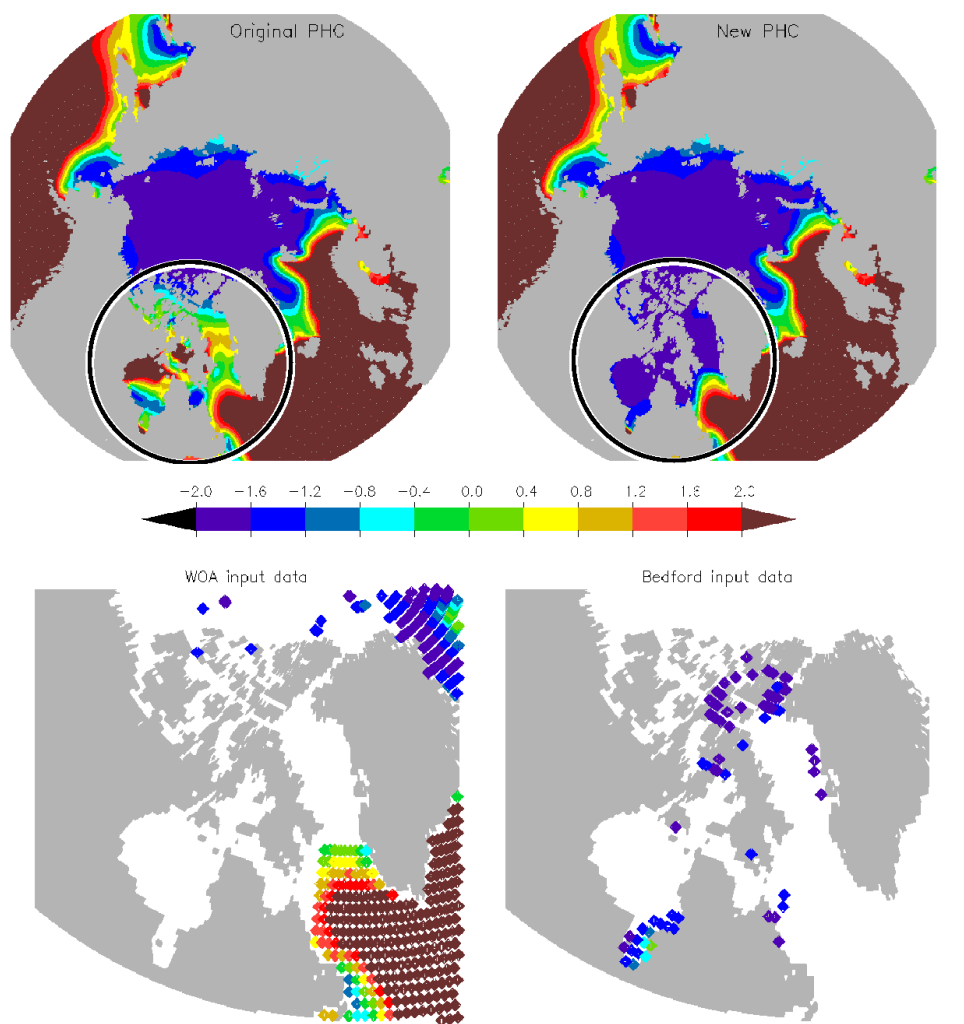 Original PHC
New PHC
−2.0 −1.6 −1.2 −0.8 −0.4 0.0 0.4 0.8 1.2 1.6 2.0
WOA input data
Bedford input data